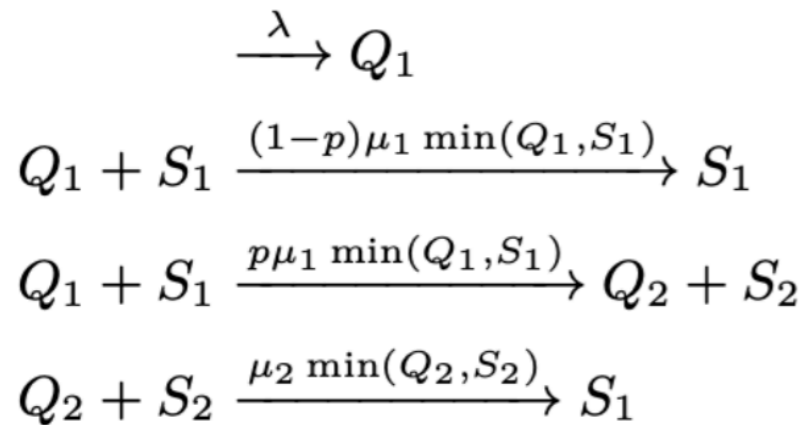 λ⟶ Q₁
Q₁ + S₁ (1−p)μ₁ min(Q₁,S₁)⟶ S₁
Q₁ + S₁ pμ₁ min(Q₁,S₁)⟶ Q₂ + S₂
Q₂ + S₂ μ₂ min(Q₂,S₂)⟶ S₁